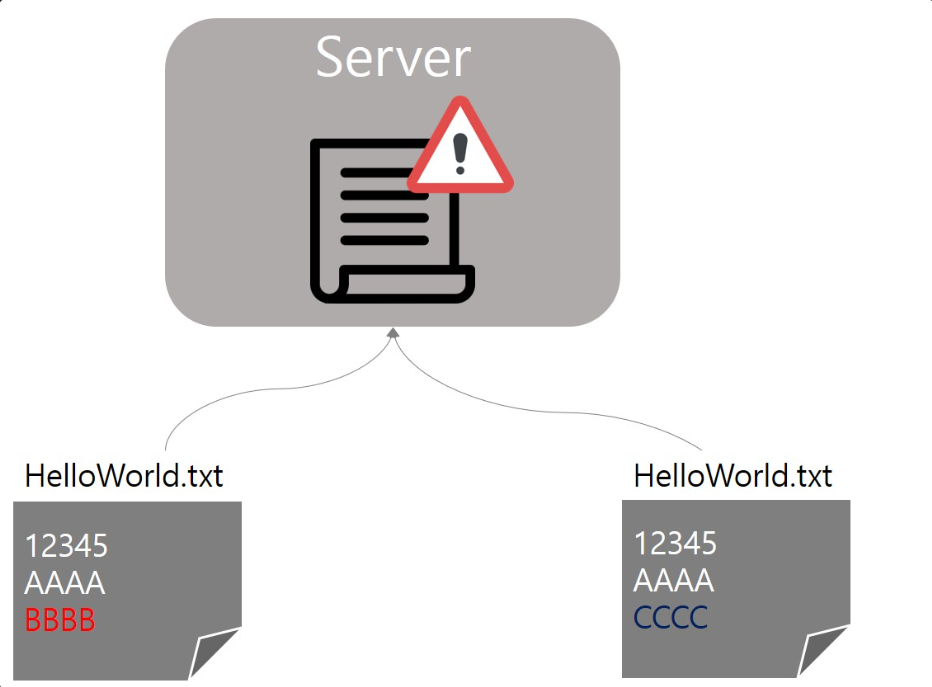 Server
HelloWorld.txt
12345
AAAA
BBBB
HelloWorld.txt
12345
AAAA
CCCC